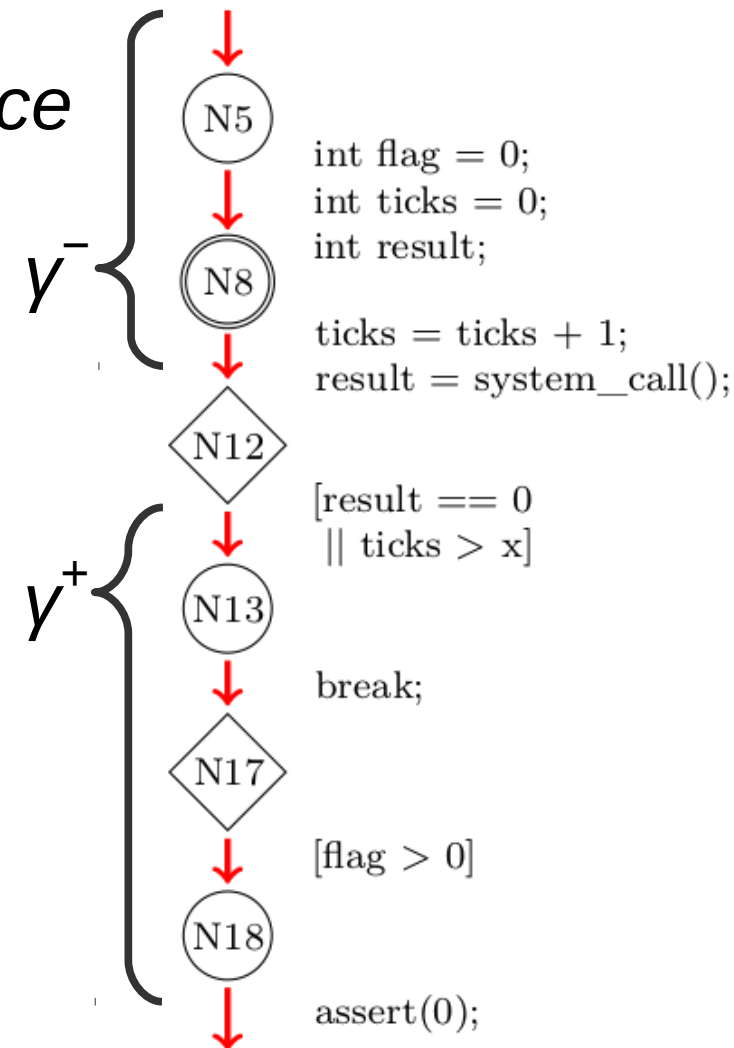 ce
N5
int flag = 0;
int ticks = 0;
int result;
γ⁻
N8
ticks = ticks + 1;
result = system_call();
N12
[result == 0
|| ticks > x]
γ⁺
N13
break;
N17
[flag > 0]
N18
assert(0);